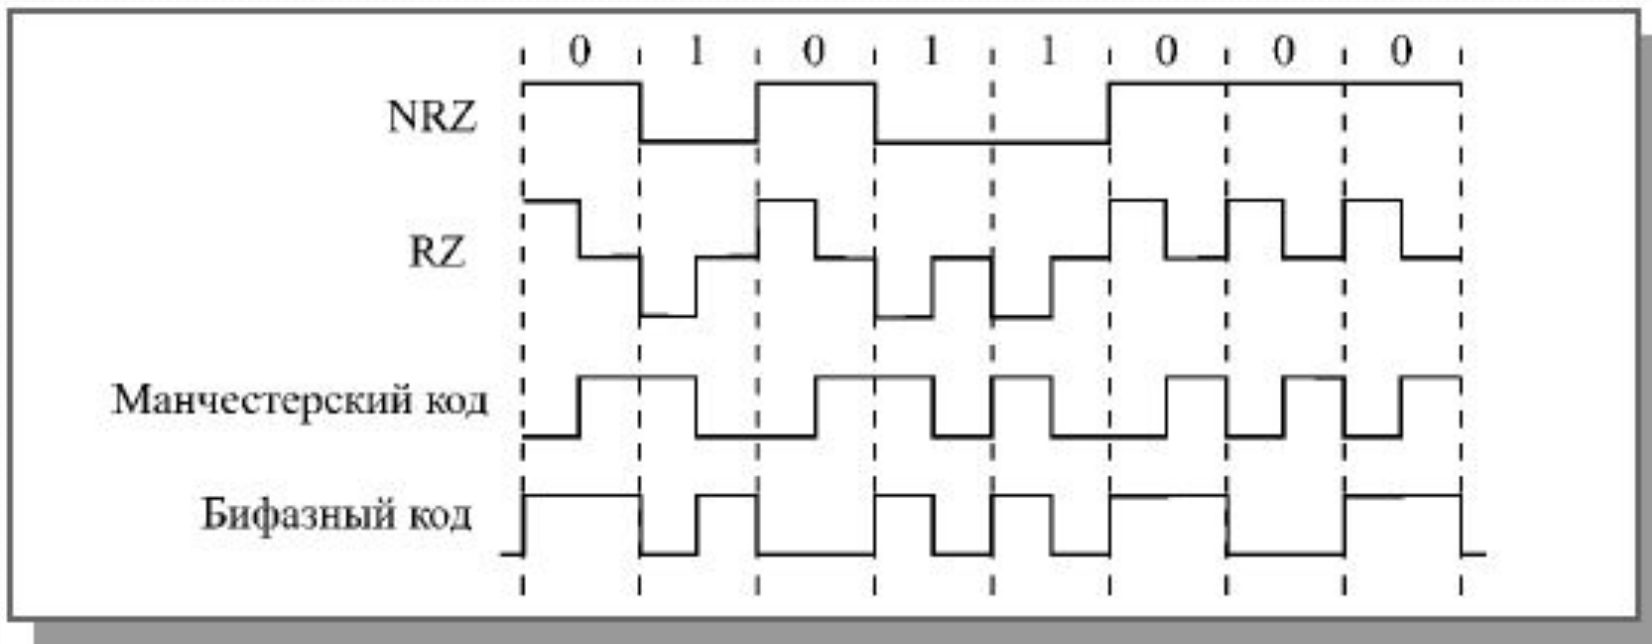 0 1 0 1 1 0 0 0
NRZ
RZ
Манчестерский код
Бифазный код